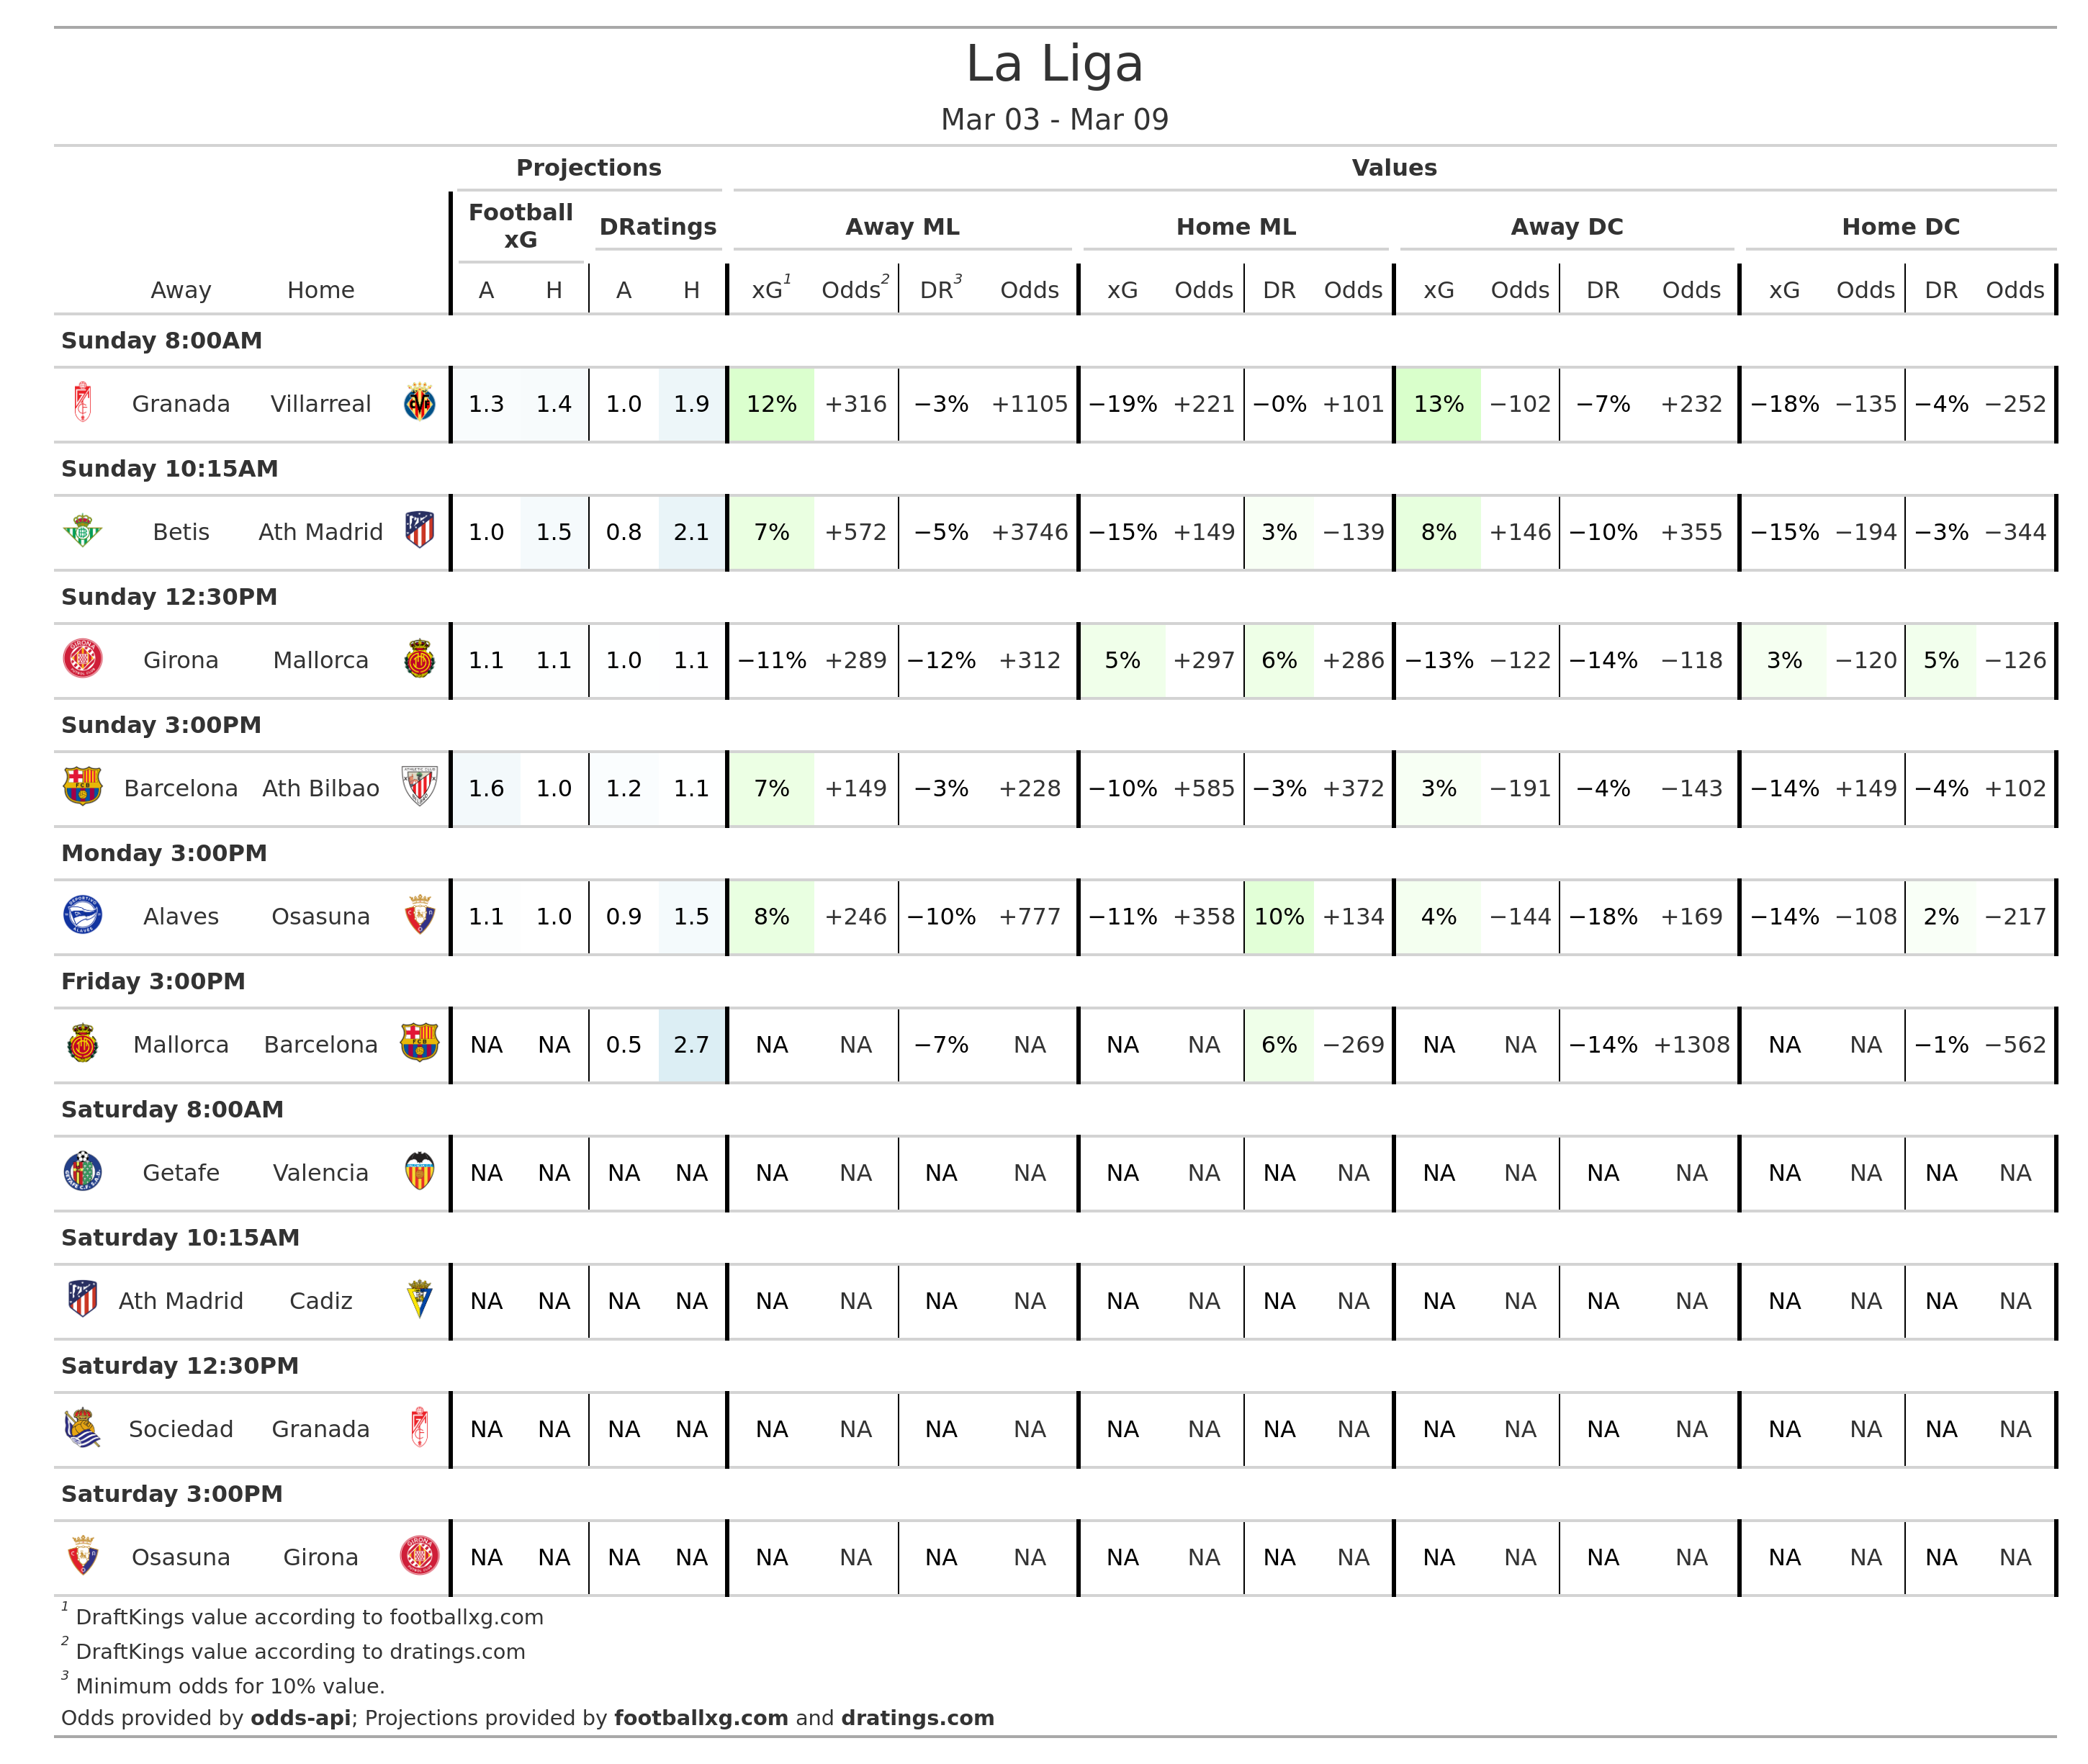 La Liga
Mar 03 - Mar 09
Projections Values
Football xG DRatings Away ML Home ML Away DC Home DC
Away Home A H A H xG1 Odds2 DR3 Odds xG Odds DR Odds xG Odds DR Odds xG Odds DR Odds
Sunday 8:00AM
Granada Villarreal 1.3 1.4 1.0 1.9 12% +316 −3% +1105 −19% +221 −0% +101 13% −102 −7% +232 −18% −135 −4% −252
Sunday 10:15AM
Betis Ath Madrid 1.0 1.5 0.8 2.1 7% +572 −5% +3746 −15% +149 3% −139 8% +146 −10% +355 −15% −194 −3% −344
Sunday 12:30PM
Girona Mallorca 1.1 1.1 1.0 1.1 −11% +289 −12% +312 5% +297 6% +286 −13% −122 −14% −118 3% −120 5% −126
Sunday 3:00PM
Barcelona Ath Bilbao 1.6 1.0 1.2 1.1 7% +149 −3% +228 −10% +585 −3% +372 3% −191 −4% −143 −14% +149 −4% +102
Monday 3:00PM
Alaves Osasuna 1.1 1.0 0.9 1.5 8% +246 −10% +777 −11% +358 10% +134 4% −144 −18% +169 −14% −108 2% −217
Friday 3:00PM
Mallorca Barcelona NA NA 0.5 2.7 NA NA −7% NA NA NA 6% −269 NA NA −14% +1308 NA NA −1% −562
Saturday 8:00AM
Getafe Valencia NA NA NA NA NA NA NA NA NA NA NA NA NA NA NA NA NA NA NA NA
Saturday 10:15AM
Ath Madrid Cadiz NA NA NA NA NA NA NA NA NA NA NA NA NA NA NA NA NA NA NA NA
Saturday 12:30PM
Sociedad Granada NA NA NA NA NA NA NA NA NA NA NA NA NA NA NA NA NA NA NA NA
Saturday 3:00PM
Osasuna Girona NA NA NA NA NA NA NA NA NA NA NA NA NA NA NA NA NA NA NA NA
1 DraftKings value according to footballxg.com
2 DraftKings value according to dratings.com
3 Minimum odds for 10% value.
Odds provided by odds-api; Projections provided by footballxg.com and dratings.com